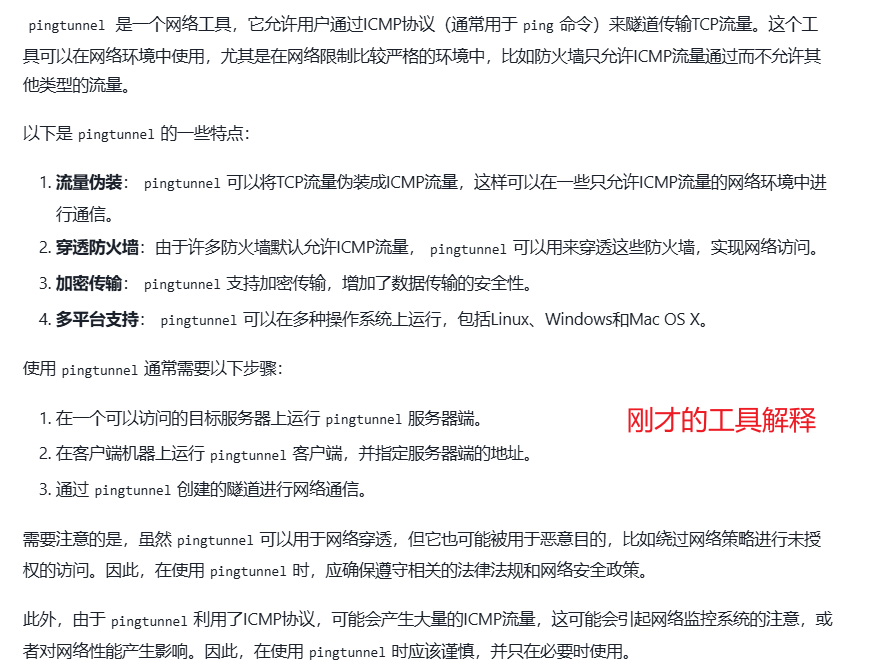 pingtunnel 是一个网络工具，它允许用户通过ICMP协议（通常用于 ping 命令）来隧道传输TCP流量。这个工
具可以在网络环境中使用，尤其是在网络限制比较严格的环境中，比如防火墙只允许ICMP流量通过而不允许其
他类型的流量。
以下是 pingtunnel 的一些特点：
1. 流量伪装： pingtunnel 可以将TCP流量伪装成ICMP流量，这样可以在一些只允许ICMP流量的网络环境中进
行通信。
2. 穿透防火墙：由于许多防火墙默认允许ICMP流量， pingtunnel 可以用来穿透这些防火墙，实现网络访问。
3. 加密传输： pingtunnel 支持加密传输，增加了数据传输的安全性。
4. 多平台支持： pingtunnel 可以在多种操作系统上运行，包括Linux、Windows和Mac OS X。
使用 pingtunnel 通常需要以下步骤：
1. 在一个可以访问的目标服务器上运行 pingtunnel 服务器端。
刚才的工具解释
2. 在客户端机器上运行 pingtunnel 客户端，并指定服务器端的地址。
3. 通过 pingtunnel 创建的隧道进行网络通信。
需要注意的是，虽然 pingtunnel 可以用于网络穿透，但它也可能被用于恶意目的，比如绕过网络策略进行未授
权的访问。因此，在使用 pingtunnel 时，应确保遵守相关的法律法规和网络安全政策。
此外，由于 pingtunnel 利用了ICMP协议，可能会产生大量的ICMP流量，这可能会引起网络监控系统的注意，或
者对网络性能产生影响。因此，在使用 pingtunnel 时应该谨慎，并只在必要时使用。